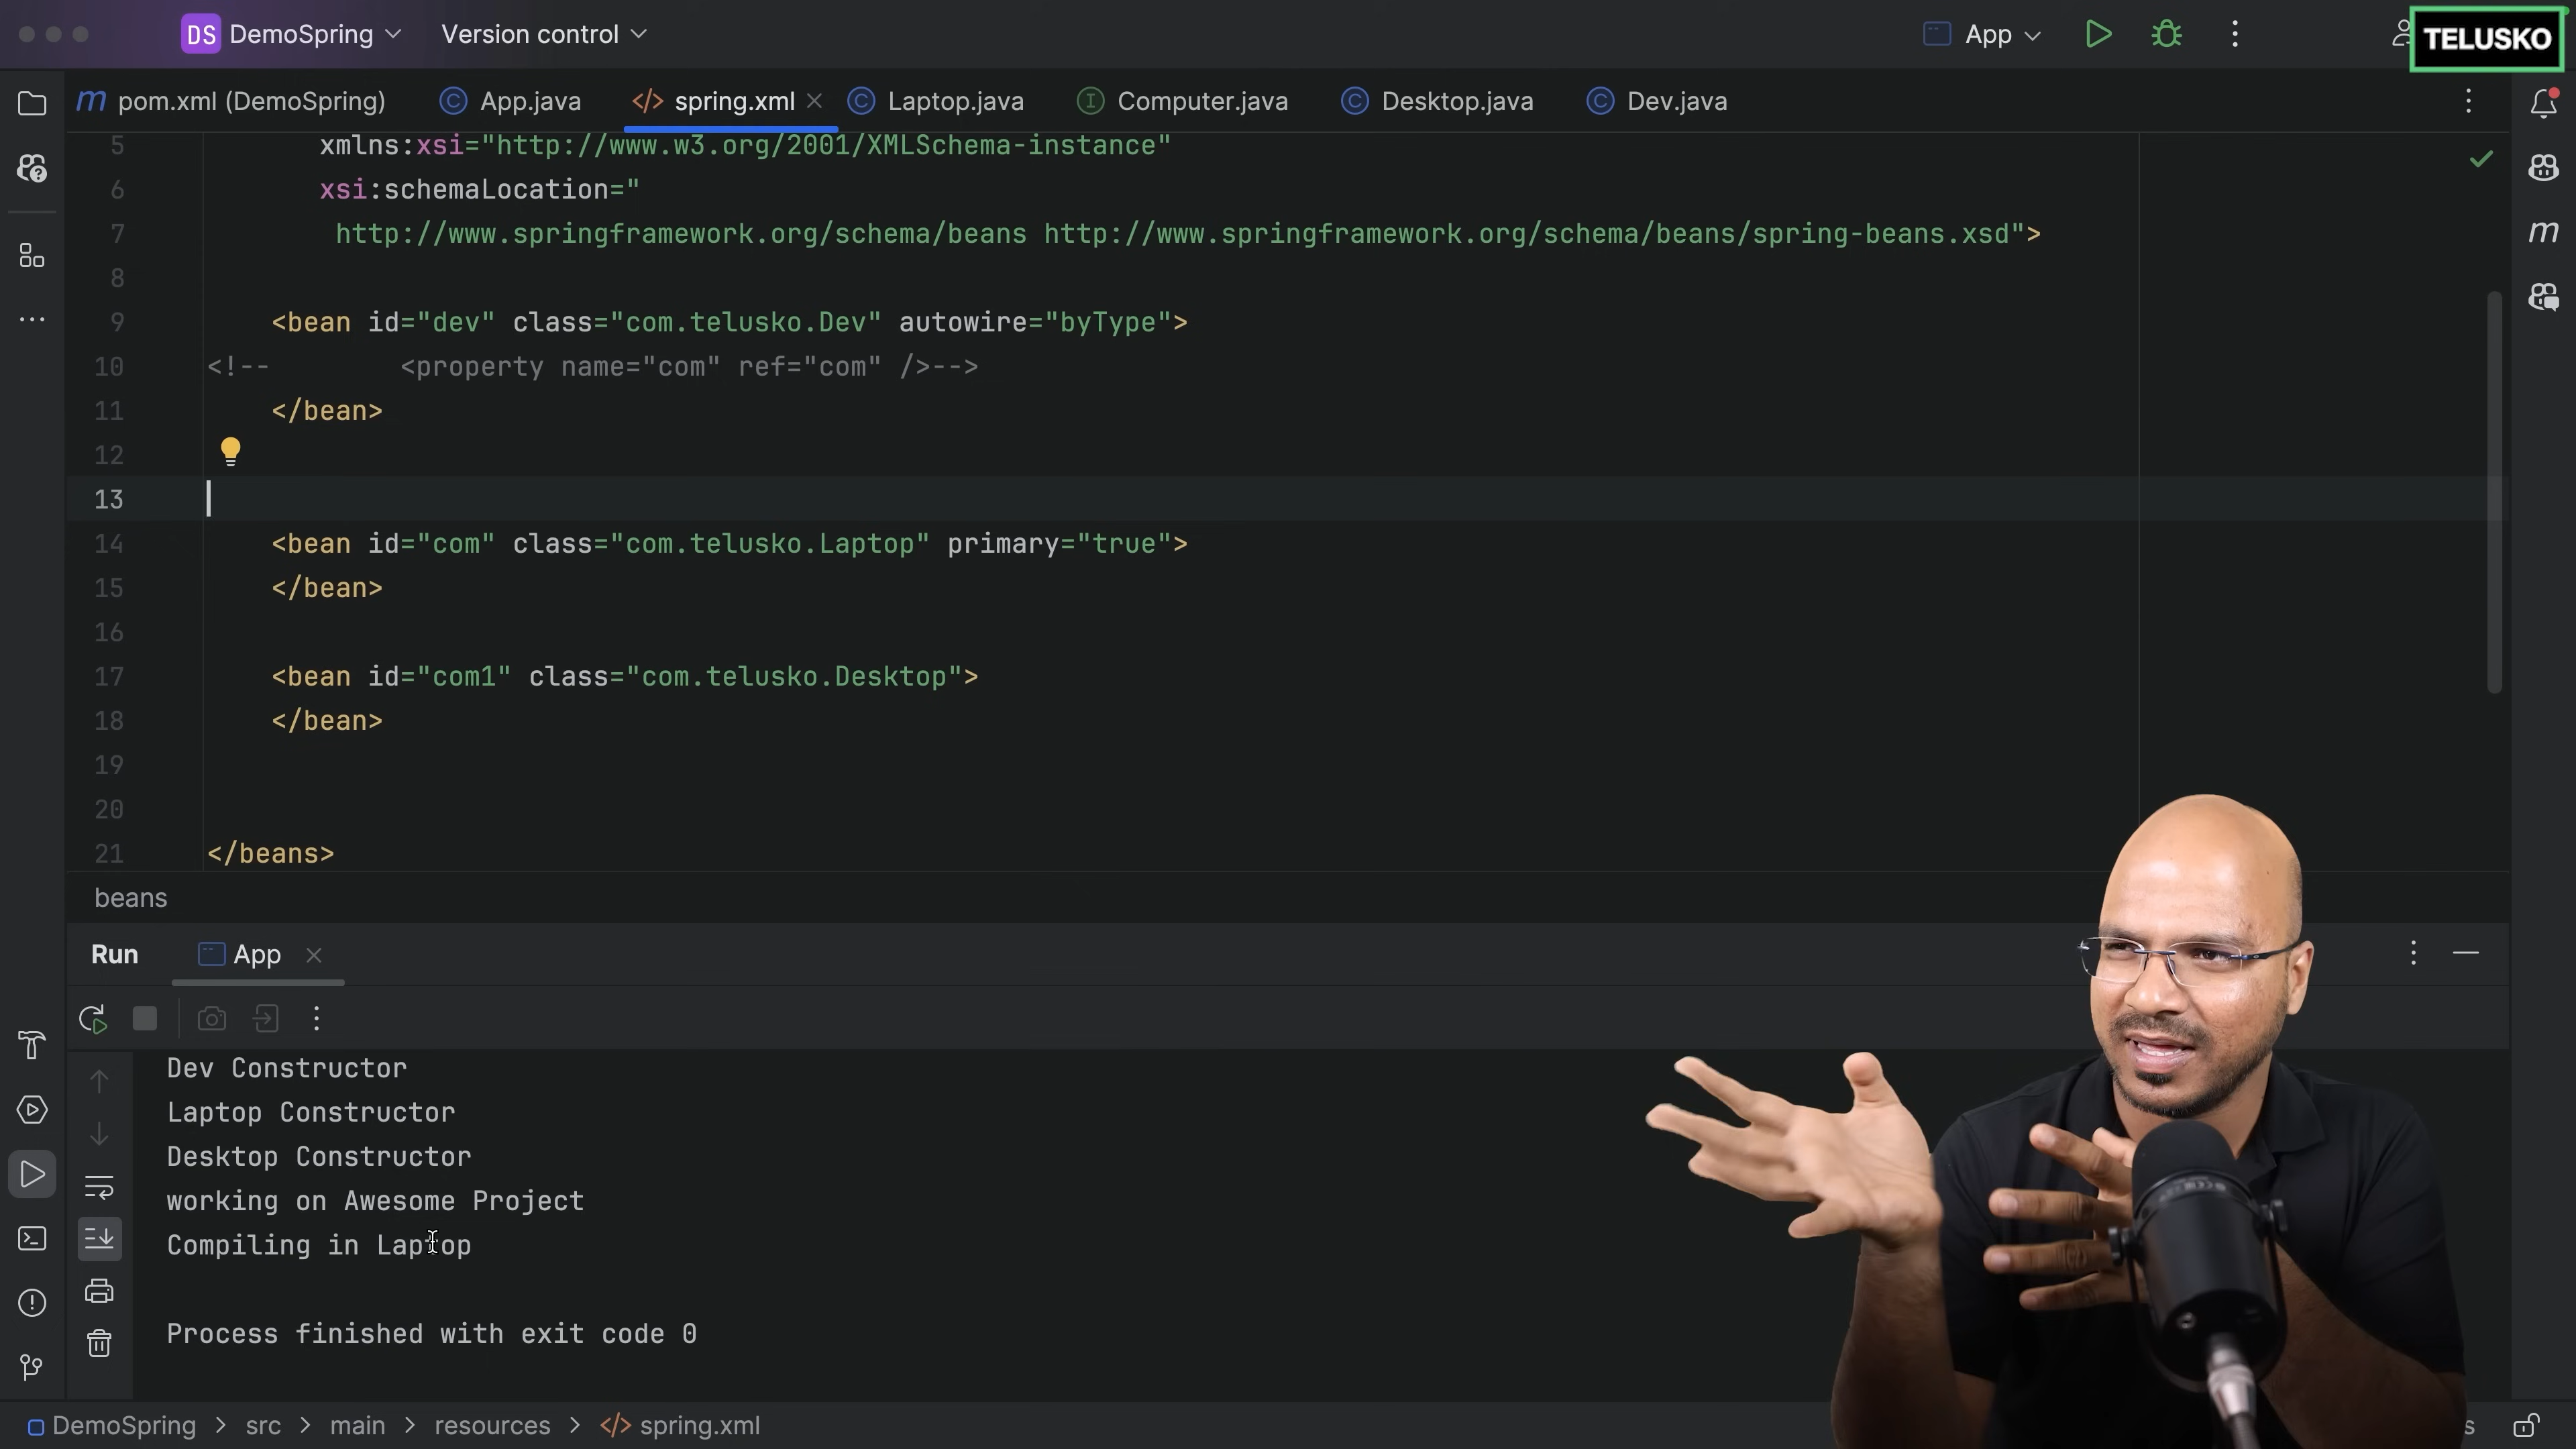 DS DemoSpring Version control App TELUSKO
m pom.xml (DemoSpring) App.java spring.xml Laptop.java Computer.java Desktop.java Dev.java
5 xmlns:xsi="http://www.w3.org/2001/XMLSchema-instance"
6 xsi:schemaLocation="
7 http://www.springframework.org/schema/beans http://www.springframework.org/schema/beans/spring-beans.xsd">
8
9 <bean id="dev" class="com.telusko.Dev" autowire="byType">
10 <!-- <property name="com" ref="com" />-->
11 </bean>
12
13
14 <bean id="com" class="com.telusko.Laptop" primary="true">
15 </bean>
16
17 <bean id="com1" class="com.telusko.Desktop">
18 </bean>
19
20
21 </beans>
beans
Run App
Dev Constructor
Laptop Constructor
Desktop Constructor
working on Awesome Project
Compiling in Laptop
Process finished with exit code 0
DemoSpring > src > main > resources > </> spring.xml